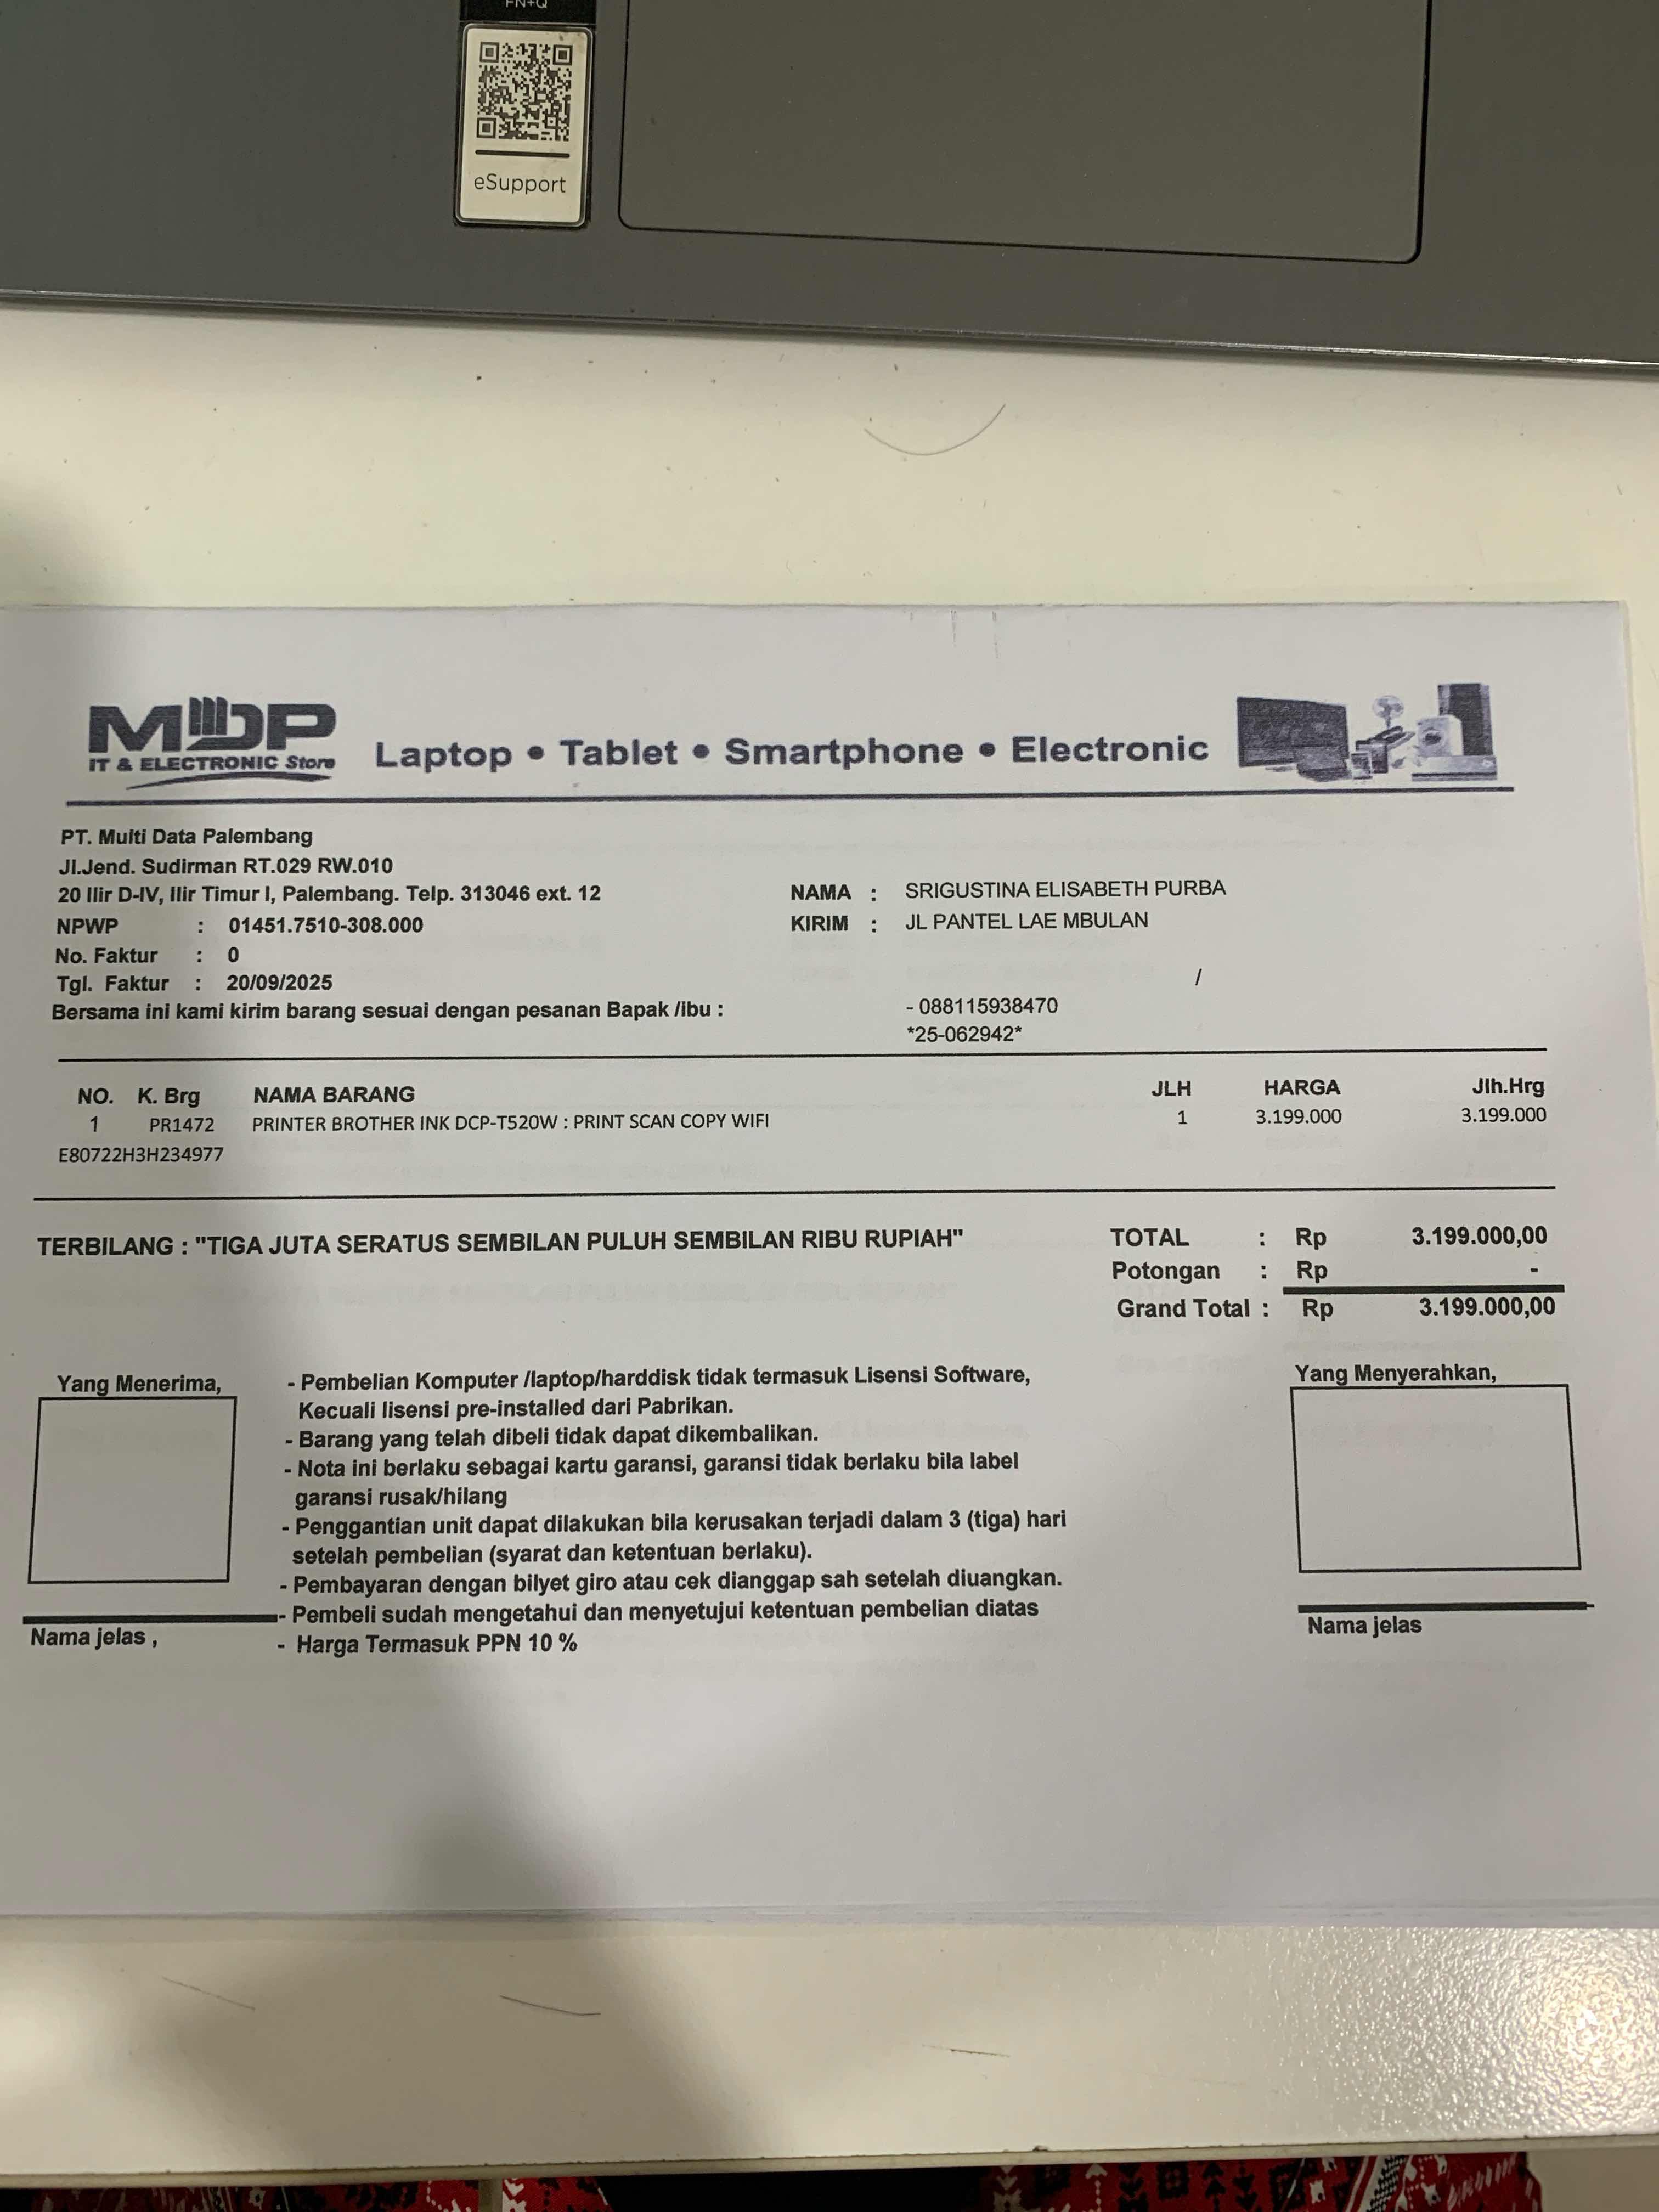 FN+Q
eSupport
MDP
IT & ELECTRONIC Store
Laptop • Tablet • Smartphone • Electronic
PT. Multi Data Palembang
Jl.Jend. Sudirman RT.029 RW.010
20 Ilir D-IV, Ilir Timur I, Palembang. Telp. 313046 ext. 12
NPWP : 01451.7510-308.000
No. Faktur : 0
Tgl. Faktur : 20/09/2025
Bersama ini kami kirim barang sesuai dengan pesanan Bapak /ibu :
NAMA : SRIGUSTINA ELISABETH PURBA
KIRIM : JL PANTEL LAE MBULAN
/
- 088115938470
*25-062942*
NO. K. Brg NAMA BARANG JLH HARGA Jlh.Hrg
1 PR1472 PRINTER BROTHER INK DCP-T520W : PRINT SCAN COPY WIFI 1 3.199.000 3.199.000
E80722H3H234977
TERBILANG : "TIGA JUTA SERATUS SEMBILAN PULUH SEMBILAN RIBU RUPIAH"
TOTAL : Rp 3.199.000,00
Potongan : Rp -
Grand Total : Rp 3.199.000,00
Yang Menerima,
- Pembelian Komputer /laptop/harddisk tidak termasuk Lisensi Software,
Kecuali lisensi pre-installed dari Pabrikan.
- Barang yang telah dibeli tidak dapat dikembalikan.
- Nota ini berlaku sebagai kartu garansi, garansi tidak berlaku bila label
garansi rusak/hilang
- Penggantian unit dapat dilakukan bila kerusakan terjadi dalam 3 (tiga) hari
setelah pembelian (syarat dan ketentuan berlaku).
- Pembayaran dengan bilyet giro atau cek dianggap sah setelah diuangkan.
- Pembeli sudah mengetahui dan menyetujui ketentuan pembelian diatas
- Harga Termasuk PPN 10 %
Nama jelas ,
Yang Menyerahkan,
Nama jelas